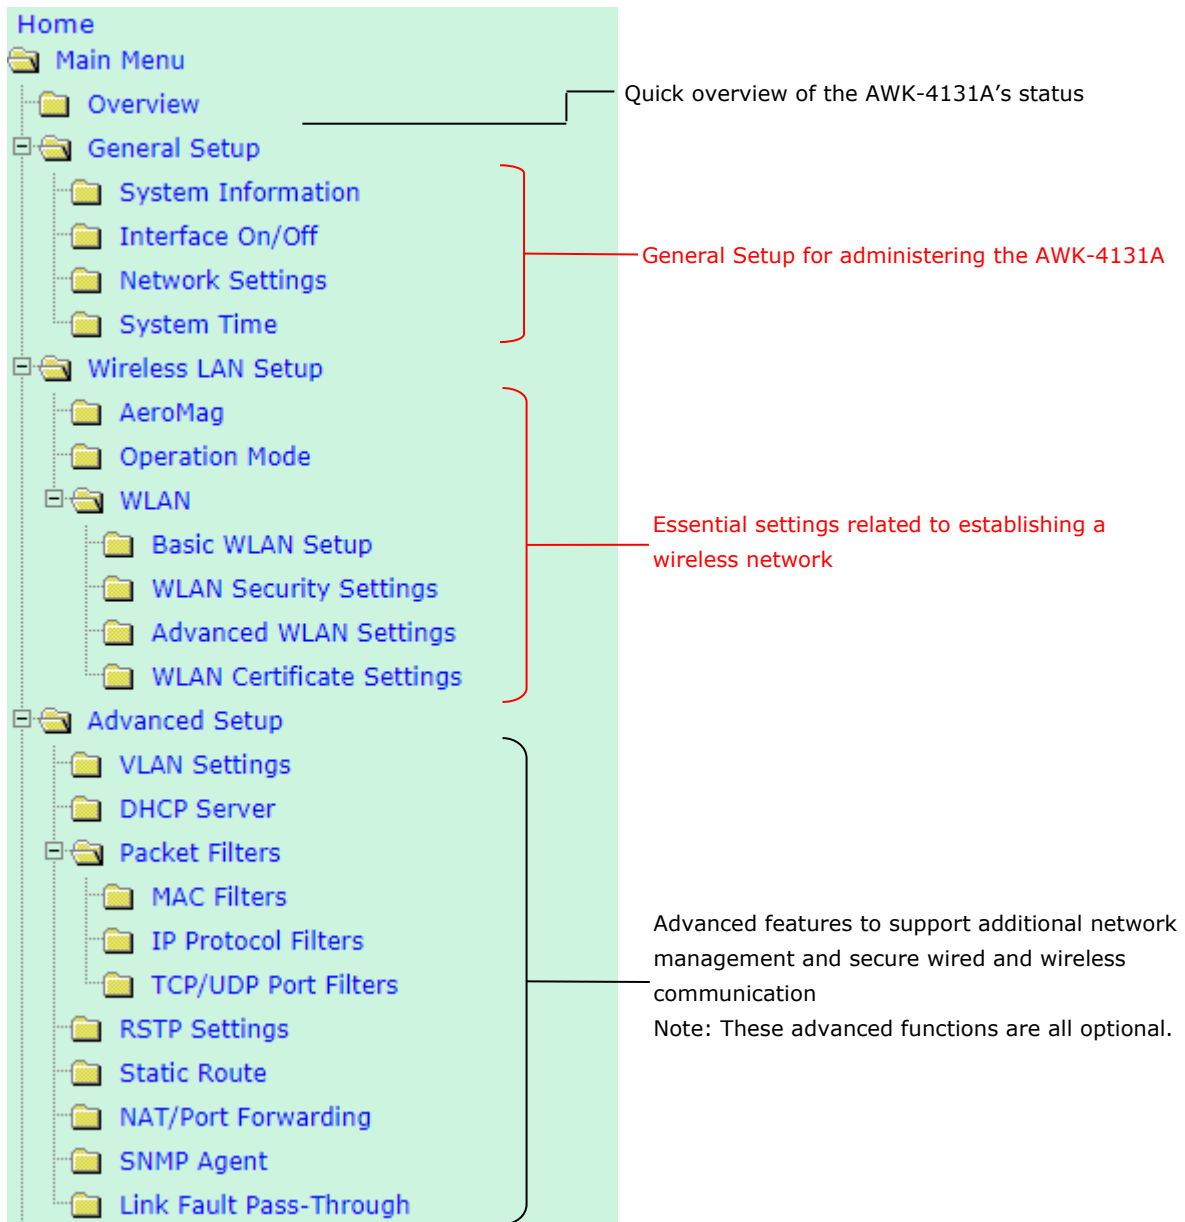 Home
Main Menu
Overview
Quick overview of the AWK-4131A’s status
General Setup
System Information
Interface On/Off
Network Settings
System Time
General Setup for administering the AWK-4131A
Wireless LAN Setup
AeroMag
Operation Mode
WLAN
Basic WLAN Setup
WLAN Security Settings
Advanced WLAN Settings
WLAN Certificate Settings
Essential settings related to establishing a
wireless network
Advanced Setup
VLAN Settings
DHCP Server
Packet Filters
MAC Filters
IP Protocol Filters
TCP/UDP Port Filters
RSTP Settings
Static Route
NAT/Port Forwarding
SNMP Agent
Link Fault Pass-Through
Advanced features to support additional network
management and secure wired and wireless
communication
Note: These advanced functions are all optional.